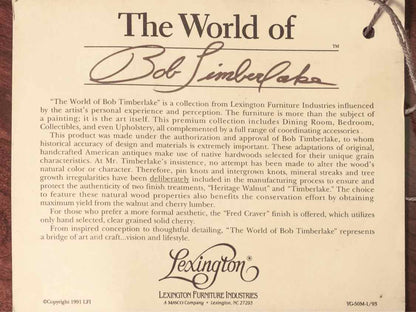 The World of
Bob Timberlake ™
"The World of Bob Timberlake" is a collection from Lexington Furniture Industries influenced
by the artist's personal experience and perception. The furniture is more than the subject of
a painting; it is the art itself. This premium collection includes Dining Room, Bedroom,
Collectibles, and even Upholstery, all complemented by a full range of coordinating accessories .
This product was made under the authorization and approval of Bob Timberlake, to whom
historical accuracy of design and materials is extremely important. These adaptations of original,
handcrafted American antiques make use of native hardwoods selected for their unique grain
characteristics. At Mr. Timberlake's insistence, no attempt has been made to alter the wood's
natural color or character. Therefore, pin knots and intergrown knots, mineral streaks and tree
growth irregularities have been deliberately included in the manufacturing process to ensure and
protect the authenticity of two finish treatments, "Heritage Walnut" and "Timberlake." The choice
to feature these natural wood properties also benefits the conservation effort by obtaining
maximum yield from the walnut and cherry lumber.
For those who prefer a more formal aesthetic, the "Fred Craver" finish is offered, which utilizes
only hand selected, clear grained solid cherry.
From inspired conception to thoughtful detailing, "The World of Bob Timberlake" represents
a bridge of art and craft...vision and lifestyle.
Lexington
LEXINGTON FURNITURE INDUSTRIES
A MASCO Company • Lexington, NC 27293
©Copyright 1991 LFI
TG-5094-1/93